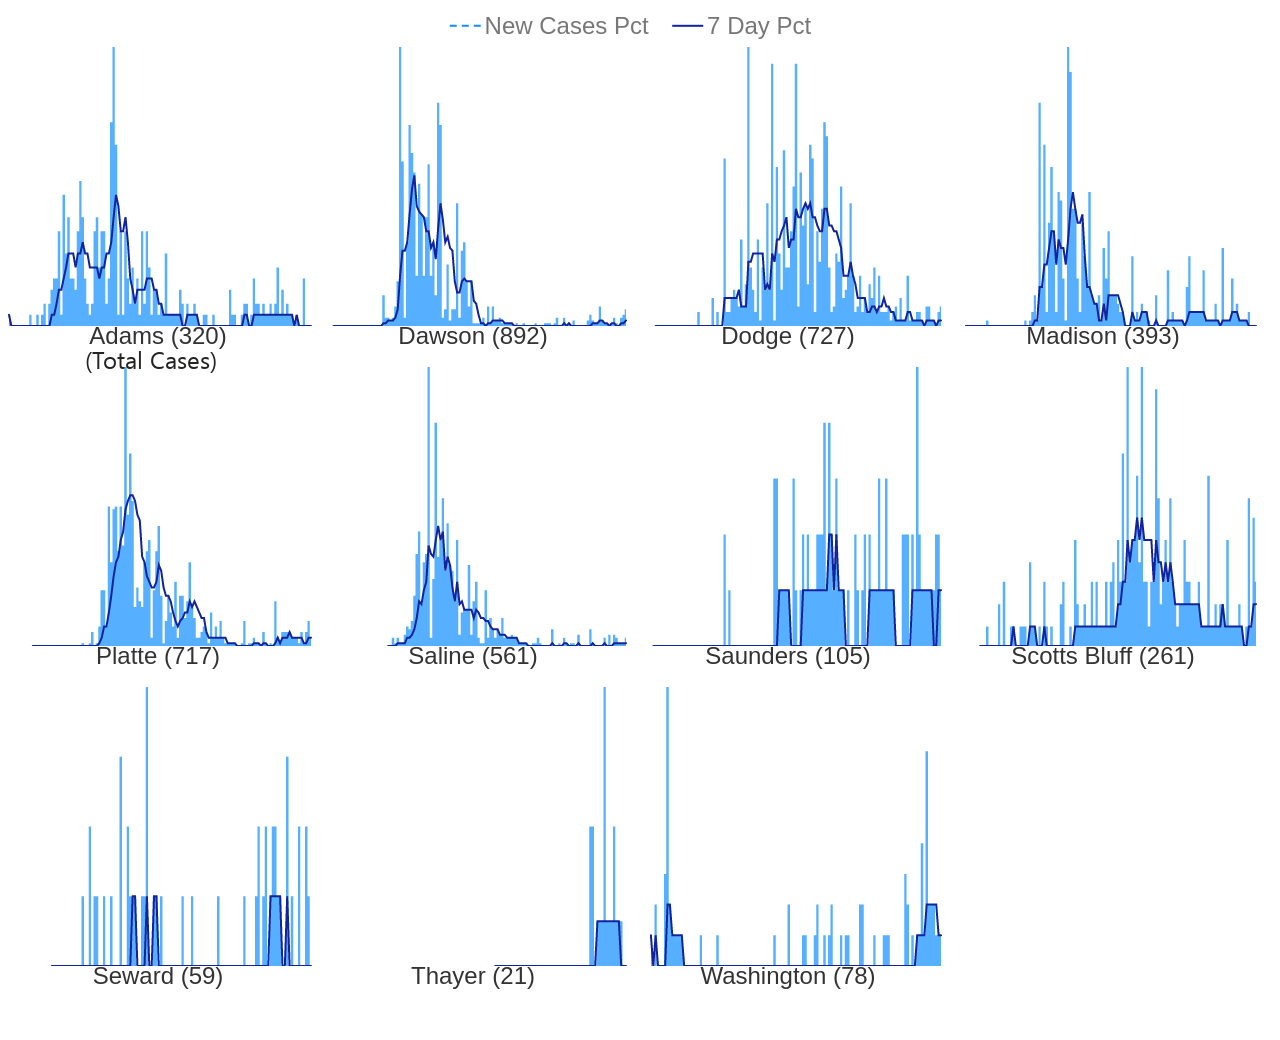 New Cases Pct 7 Day Pct
Adams (320) Dawson (892) Dodge (727) Madison (393)
(Total Cases)
Platte (717) Saline (561) Saunders (105) Scotts Bluff (261)
Seward (59) Thayer (21) Washington (78)